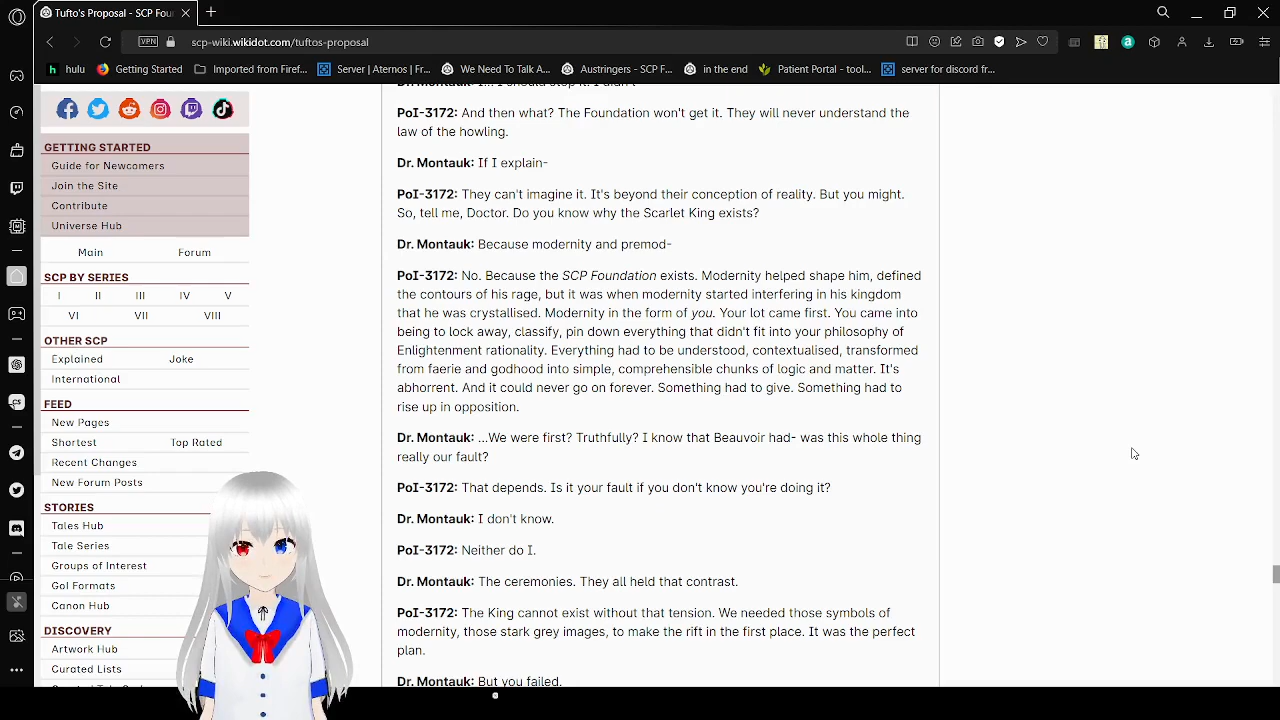 Tufto's Proposal - SCP Foun
VPN
scp-wiki.wikidot.com/tuftos-proposal
hulu
Getting Started
Imported from Firef...
Server | Aternos | Fr...
We Need To Talk A...
Austringers - SCP F...
in the end
Patient Portal - tool...
server for discord fr...
GETTING STARTED
Guide for Newcomers
Join the Site
Contribute
Universe Hub
Main Forum
SCP BY SERIES
I II III IV V
VI VII VIII
OTHER SCP
Explained Joke
International
FEED
New Pages
Shortest Top Rated
Recent Changes
New Forum Posts
STORIES
Tales Hub
Tale Series
Groups of Interest
GoI Formats
Canon Hub
DISCOVERY
Artwork Hub
Curated Lists
PoI-3172: And then what? The Foundation won't get it. They will never understand the
law of the howling.
Dr. Montauk: If I explain-
PoI-3172: They can't imagine it. It's beyond their conception of reality. But you might.
So, tell me, Doctor. Do you know why the Scarlet King exists?
Dr. Montauk: Because modernity and premod-
PoI-3172: No. Because the SCP Foundation exists. Modernity helped shape him, defined
the contours of his rage, but it was when modernity started interfering in his kingdom
that he was crystallised. Modernity in the form of you. Your lot came first. You came into
being to lock away, classify, pin down everything that didn't fit into your philosophy of
Enlightenment rationality. Everything had to be understood, contextualised, transformed
from faerie and godhood into simple, comprehensible chunks of logic and matter. It's
abhorrent. And it could never go on forever. Something had to give. Something had to
rise up in opposition.
Dr. Montauk: ...We were first? Truthfully? I know that Beauvoir had- was this whole thing
really our fault?
PoI-3172: That depends. Is it your fault if you don't know you're doing it?
Dr. Montauk: I don't know.
PoI-3172: Neither do I.
Dr. Montauk: The ceremonies. They all held that contrast.
PoI-3172: The King cannot exist without that tension. We needed those symbols of
modernity, those stark grey images, to make the rift in the first place. It was the perfect
plan.
Dr. Montauk: But you failed.